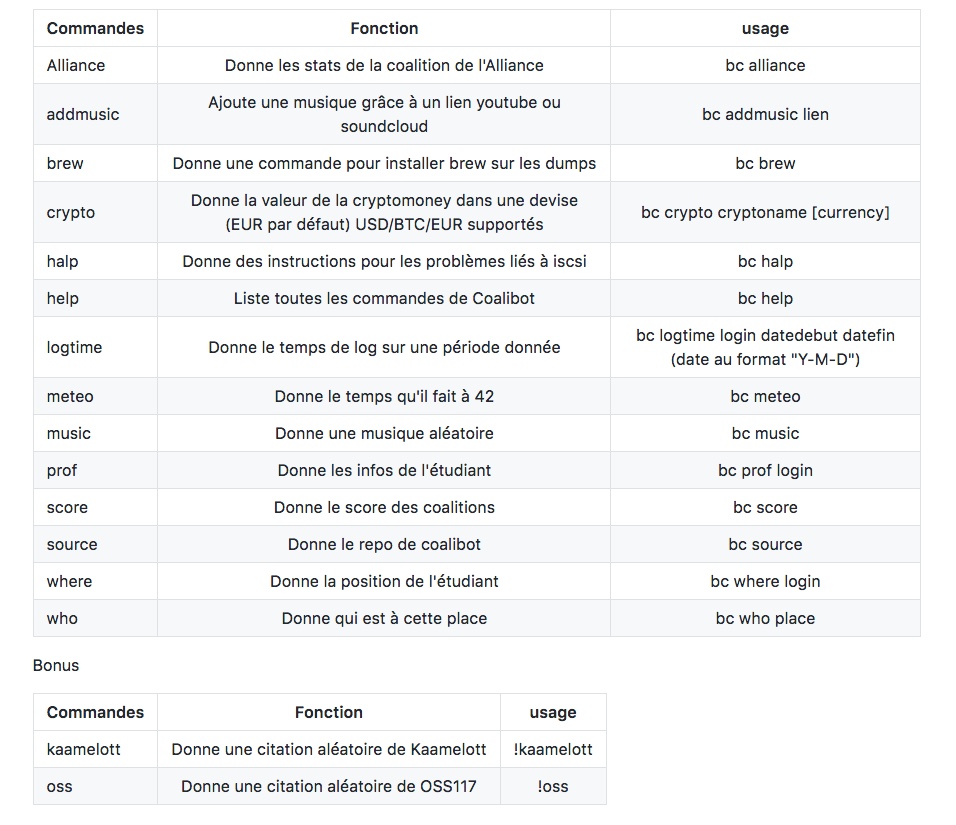 Commandes Fonction usage
Alliance Donne les stats de la coalition de l'Alliance bc alliance
addmusic Ajoute une musique grâce à un lien youtube ou
soundcloud bc addmusic lien
brew Donne une commande pour installer brew sur les dumps bc brew
crypto Donne la valeur de la cryptomoney dans une devise
(EUR par défaut) USD/BTC/EUR supportés bc crypto cryptoname [currency]
halp Donne des instructions pour les problèmes liés à iscsi bc halp
help Liste toutes les commandes de Coalibot bc help
logtime Donne le temps de log sur une période donnée bc logtime login datedebut datefin
(date au format "Y-M-D")
meteo Donne le temps qu'il fait à 42 bc meteo
music Donne une musique aléatoire bc music
prof Donne les infos de l'étudiant bc prof login
score Donne le score des coalitions bc score
source Donne le repo de coalibot bc source
where Donne la position de l'étudiant bc where login
who Donne qui est à cette place bc who place
Bonus
Commandes Fonction usage
kaamelott Donne une citation aléatoire de Kaamelott !kaamelott
oss Donne une citation aléatoire de OSS117 !oss